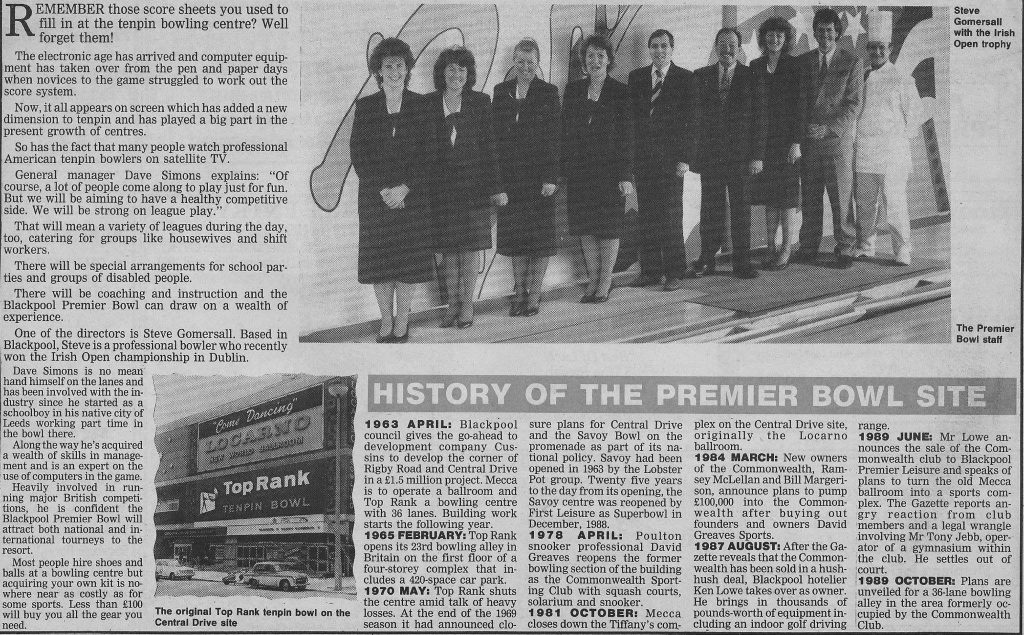 REMEMBER those score sheets you used to
fill in at the tenpin bowling centre? Well
forget them!
The electronic age has arrived and computer equip-
ment has taken over from the pen and paper days
when novices to the game struggled to work out the
score system.
Now, it all appears on screen which has added a new
dimension to tenpin and has played a big part in the
present growth of centres.
So has the fact that many people watch professional
American tenpin bowlers on satellite TV.
General manager Dave Simons explains: “Of
course, a lot of people come along to play just for fun.
But we will be aiming to have a healthy competitive
side. We will be strong on league play.”
That will mean a variety of leagues during the day,
too, catering for groups like housewives and shift
workers.
There will be special arrangements for school par-
ties and groups of disabled people.
There will be coaching and instruction and the
Blackpool Premier Bowl can draw on a wealth of
experience.
One of the directors is Steve Gomersall. Based in
Blackpool, Steve is a professional bowler who recently
won the Irish Open championship in Dublin.
Dave Simons is no mean
hand himself on the lanes and
has been involved with the in-
dustry since he started as a
schoolboy in his native city of
Leeds working part time in
the bowl there.
Along the way he's acquired
a wealth of skills in manage-
ment and is an expert on the
use of computers in the game.
Heavily involved in run-
ning major British competi-
tions, he is confident the
Blackpool Premier Bowl will
attract both national and in-
ternational tourneys to the
resort.
Most people hire shoes and
balls at a bowling centre but
acquiring your own kit is no-
where near as costly as for
some sports. Less than £100
will buy you all the gear you
need.
Steve
Gomersall
with the Irish
Open trophy
The Premier
Bowl staff
"Come Dancing"
LOCARNO
Top Rank
TENPIN BOWL
The original Top Rank tenpin bowl on the
Central Drive site
HISTORY OF THE PREMIER BOWL SITE
1963 APRIL: Blackpool
council gives the go-ahead to
development company Cus-
sins to develop the corner of
Rigby Road and Central Drive
in a £1.5 million project. Mecca
is to operate a ballroom and
Top Rank a bowling centre
with 36 lanes. Building work
starts the following year.
1965 FEBRUARY: Top Rank
opens its 23rd bowling alley in
Britain on the first floor of a
four-storey complex that in-
cludes a 420-space car park.
1970 MAY: Top Rank shuts
the centre amid talk of heavy
losses. At the end of the 1969
season it had announced clo-
sure plans for Central Drive
and the Savoy Bowl on the
promenade as part of its na-
tional policy. Savoy had been
opened in 1963 by the Lobster
Pot group. Twenty five years
to the day from its opening, the
Savoy centre was reopened by
First Leisure as Superbowl in
December, 1988.
1978 APRIL: Poulton
snooker professional David
Greaves reopens the former
bowling section of the building
as the Commonwealth Sport-
ing Club with squash courts,
solarium and snooker.
1981 OCTOBER: Mecca
closes down the Tiffany's com-
plex on the Central Drive site,
originally the Locarno
ballroom.
1984 MARCH: New owners
of the Commonwealth, Ram-
sey McLellan and Bill Margeri-
son, announce plans to pump
£100,000 into the Common-
wealth after buying out
founders and owners David
Greaves Sports.
1987 AUGUST: After the Ga-
zette reveals that the Common-
wealth has been sold in a hush-
hush deal, Blackpool hotelier
Ken Lowe takes over as owner.
He brings in thousands of
pounds-worth of equipment in-
cluding an indoor golf driving
range.
1989 JUNE: Mr Lowe an-
nounces the sale of the Com-
monwealth club to Blackpool
Premier Leisure and speaks of
plans to turn the old Mecca
ballroom into a sports com-
plex. The Gazette reports an-
gry reaction from club
members and a legal wrangle
involving Mr Tony Jebb, oper-
ator of a gymnasium within
the club. He settles out of
court.
1989 OCTOBER: Plans are
unveiled for a 36-lane bowling
alley in the area formerly oc-
cupied by the Commonwealth
Club.